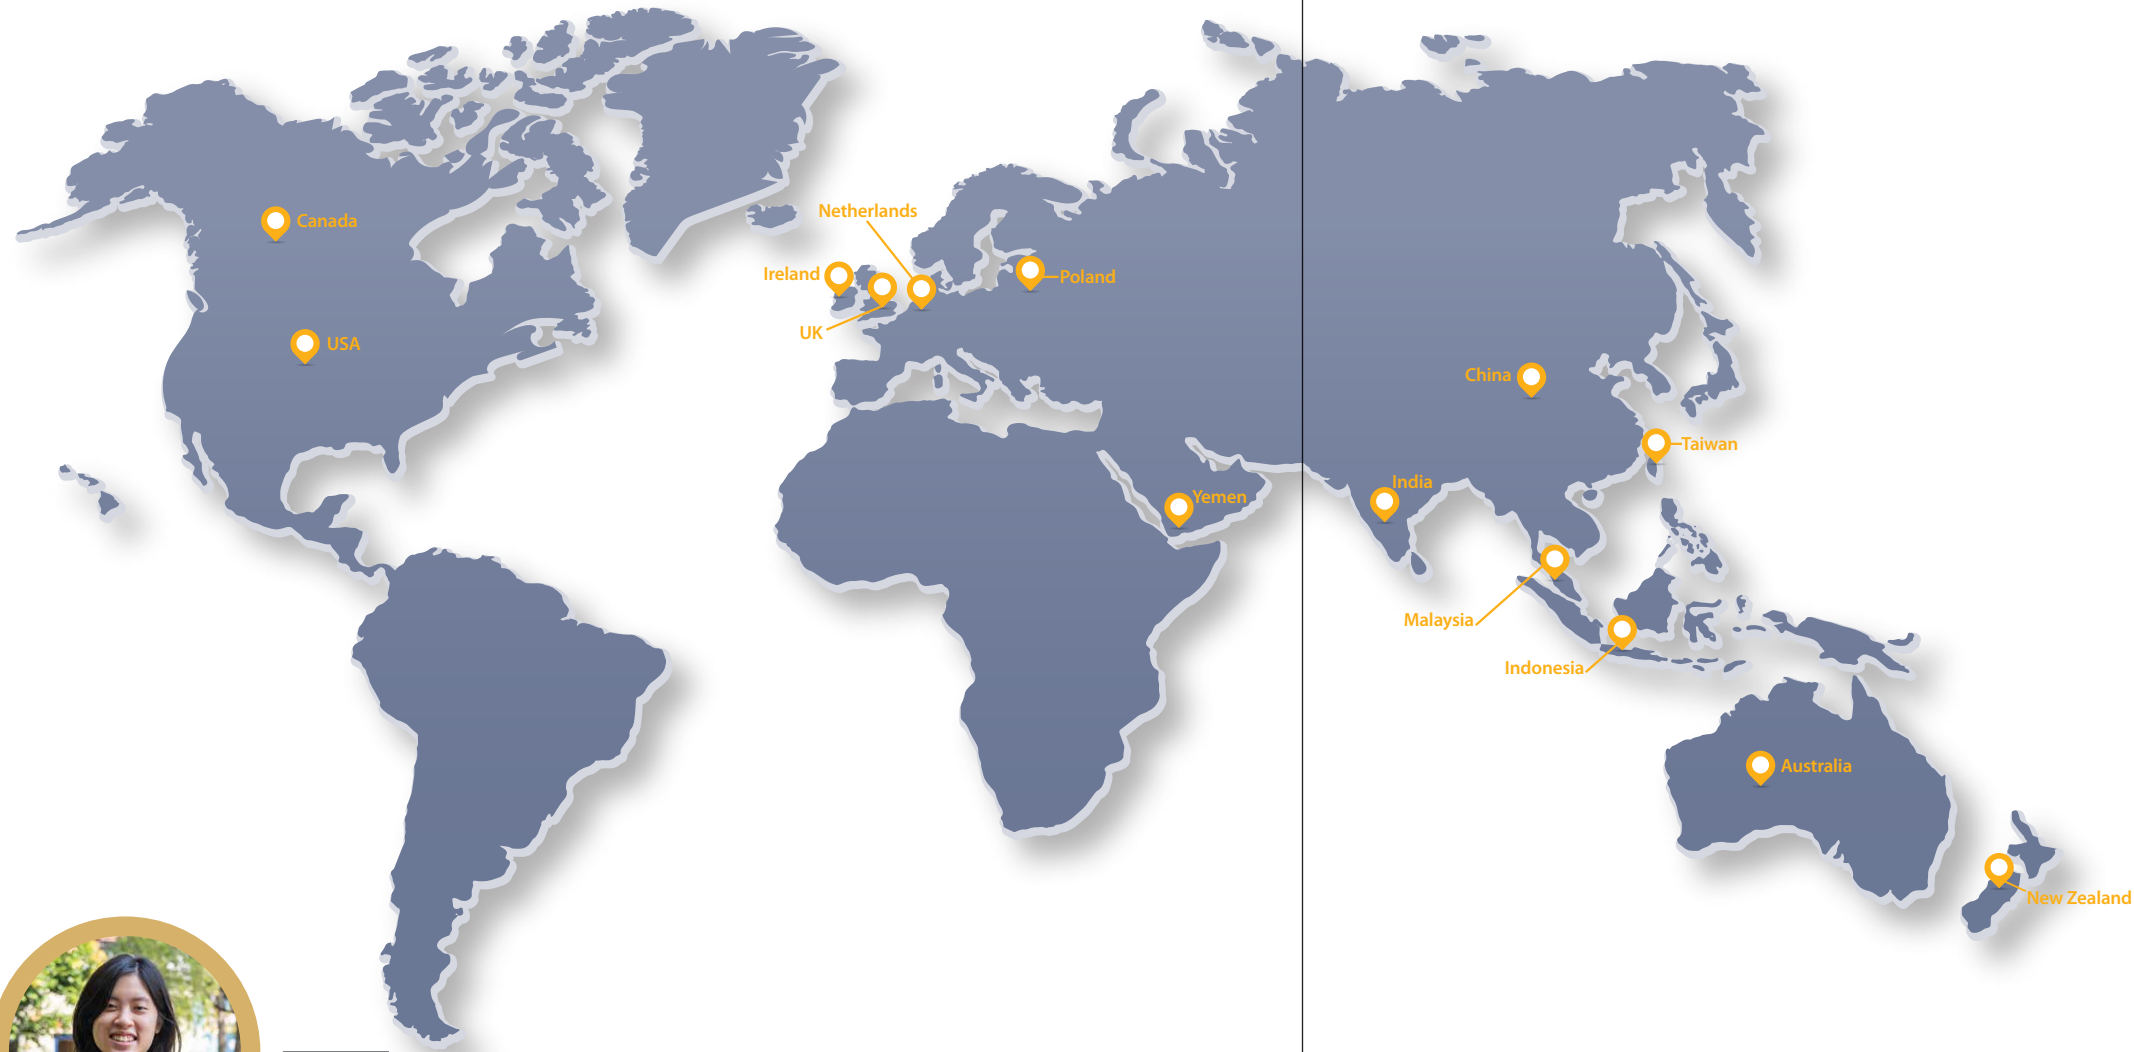 Canada
Netherlands
Ireland
Poland
UK
USA
China
Taiwan
India
Yemen
Malaysia
Indonesia
Australia
New Zealand